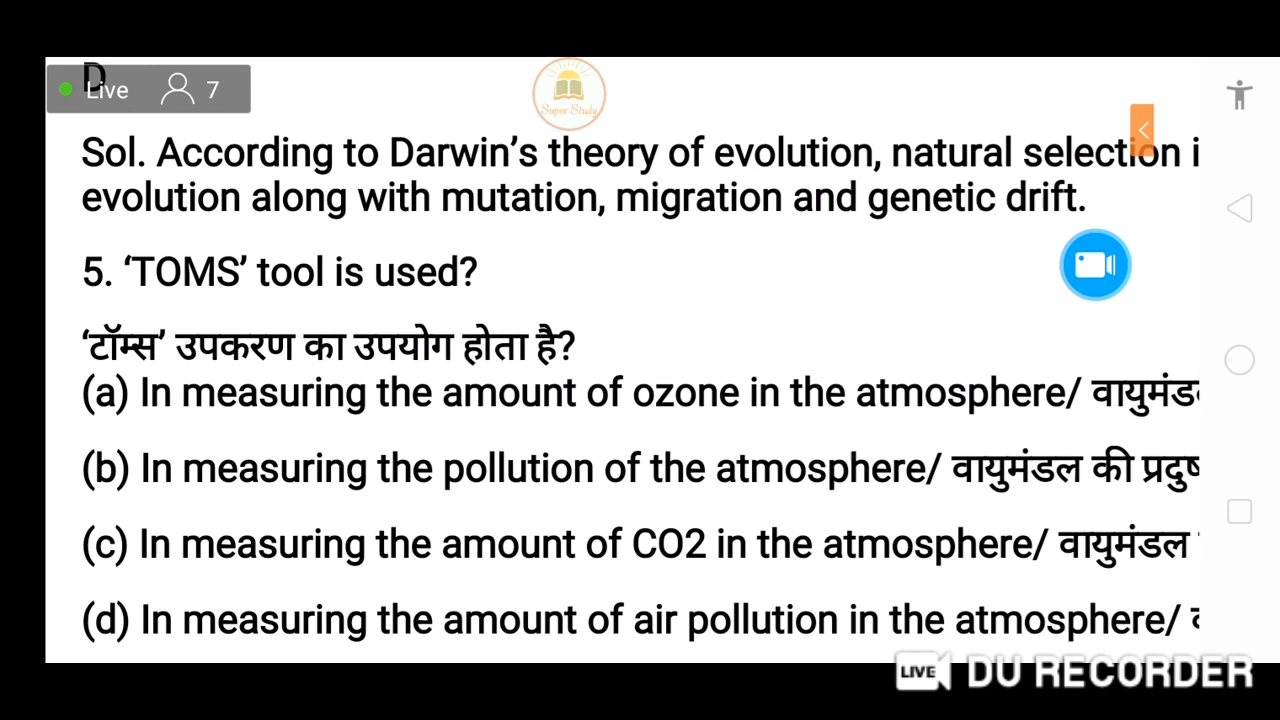 D
Live 7
Super Study
Sol. According to Darwin’s theory of evolution, natural selection i
evolution along with mutation, migration and genetic drift.
5. ‘TOMS’ tool is used?
‘टॉम्स’ उपकरण का उपयोग होता है?
(a) In measuring the amount of ozone in the atmosphere/
(b) In measuring the pollution of the atmosphere/ वायुमंडल की
(c) In measuring the amount of CO2 in the atmosphere/ वायुमंडल
(d) In measuring the amount of air pollution in the atmosphere/
LIVE DU RECORDER